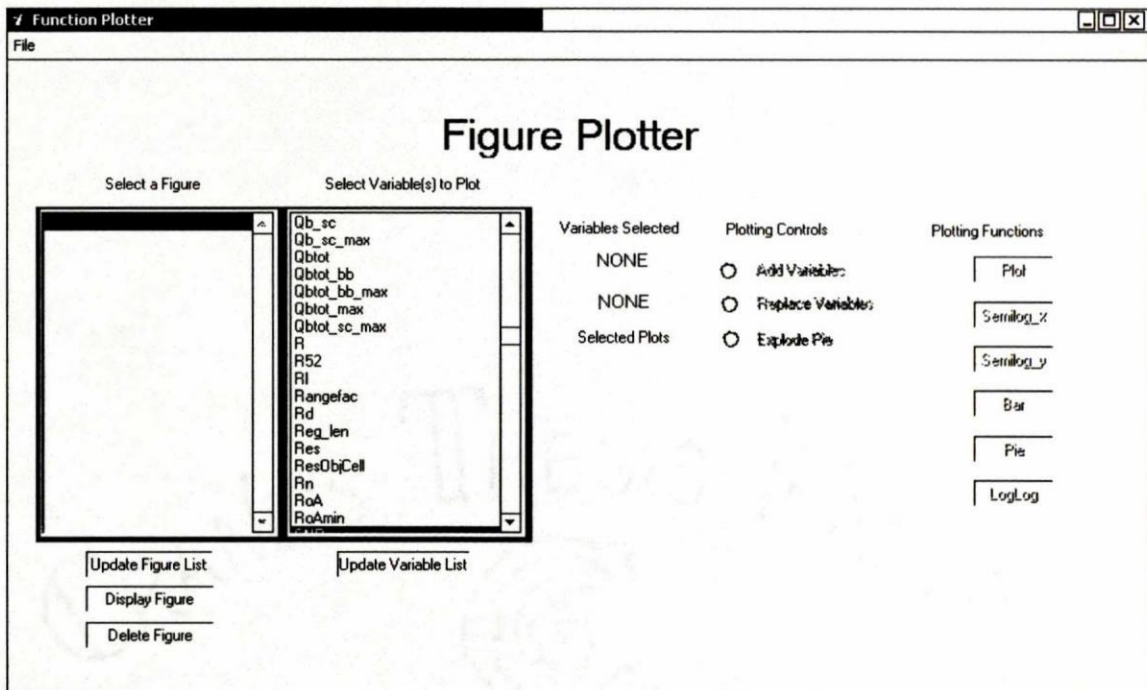 Function Plotter
File
Figure Plotter
Select a Figure
Select Variable(s) to Plot
Qb_sc
Qb_sc_max
Qbtot
Qbtot_bb
Qbtot_bb_max
Qbtot_max
Qbtot_sc_max
R
R52
RI
Rangefac
Rd
Reg_len
Res
ResObjCell
Rn
RoA
RoAmin
Update Figure List
Display Figure
Delete Figure
Update Variable List
Variables Selected
NONE
NONE
Selected Plots
Plotting Controls
Add Variables
Replace Variables
Explode Pie
Plotting Functions
Plot
Semilog_x
Semilog_y
Bar
Pie
LogLog